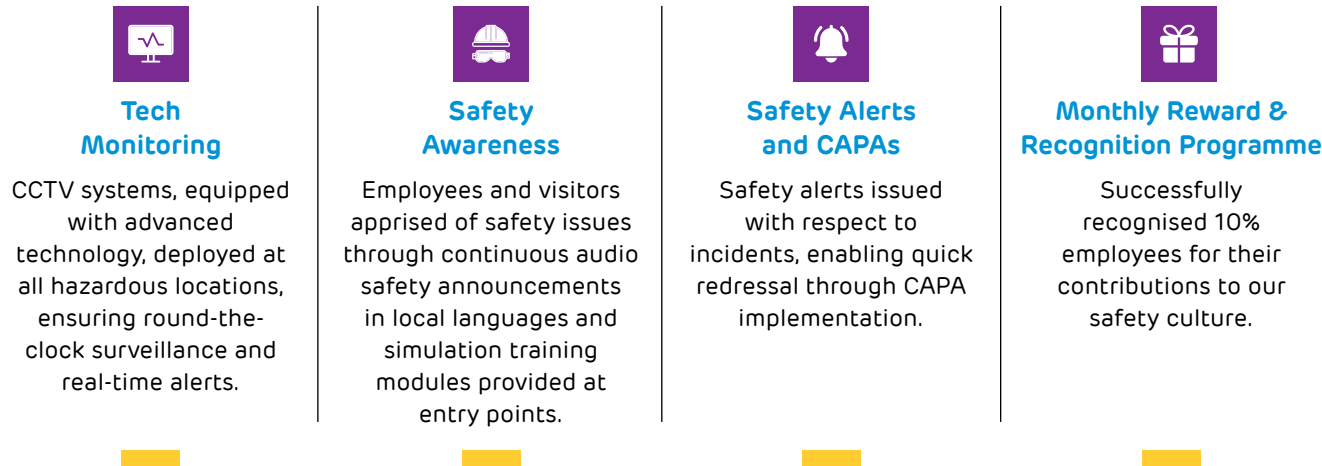 Tech
Monitoring
CCTV systems, equipped
with advanced
technology, deployed at
all hazardous locations,
ensuring round-the-
clock surveillance and
real-time alerts.
Safety
Awareness
Employees and visitors
apprised of safety issues
through continuous audio
safety announcements
in local languages and
simulation training
modules provided at
entry points.
Safety Alerts
and CAPAs
Safety alerts issued
with respect to
incidents, enabling quick
redressal through CAPA
implementation.
Monthly Reward &
Recognition Programme
Successfully
recognised 10%
employees for their
contributions to our
safety culture.